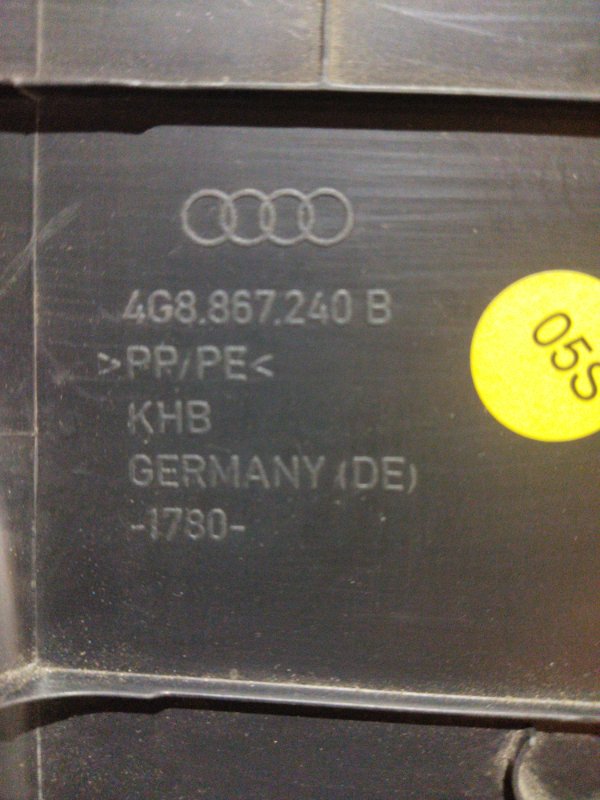 4G8.867.240 B
>PP/PE<
KHB
GERMANY (DE)
-1780-
05S